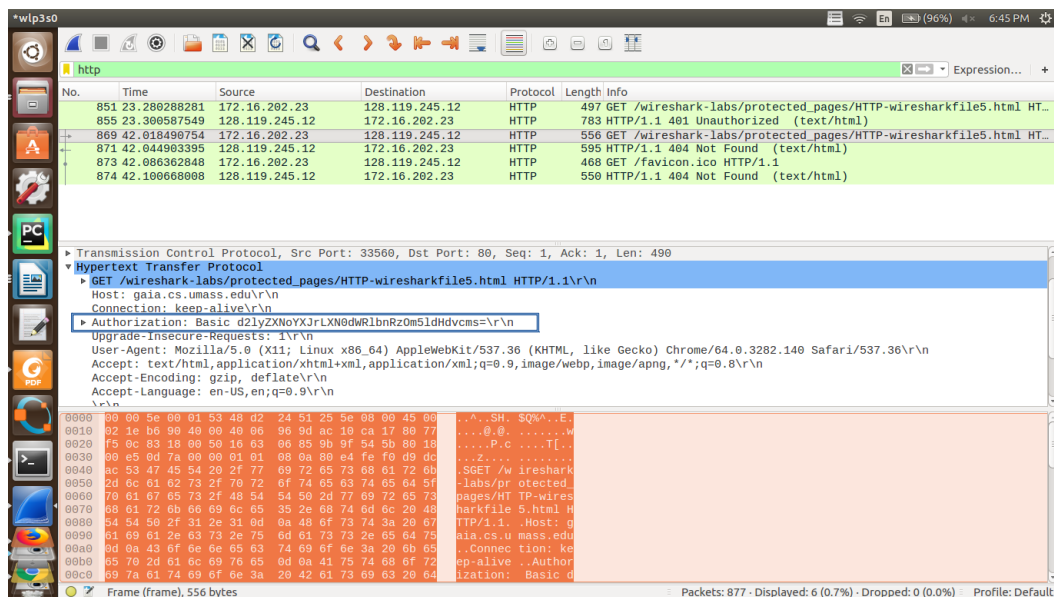 *wlp3s0
En (96%) 6:45 PM
http Expression… +
No. Time Source Destination Protocol Length Info
851 23.280288281 172.16.202.23 128.119.245.12 HTTP 497 GET /wireshark-labs/protected_pages/HTTP-wiresharkfile5.html HT…
855 23.300587549 128.119.245.12 172.16.202.23 HTTP 783 HTTP/1.1 401 Unauthorized (text/html)
869 42.018490754 172.16.202.23 128.119.245.12 HTTP 556 GET /wireshark-labs/protected_pages/HTTP-wiresharkfile5.html HT…
871 42.044903395 128.119.245.12 172.16.202.23 HTTP 595 HTTP/1.1 404 Not Found (text/html)
873 42.086362848 172.16.202.23 128.119.245.12 HTTP 468 GET /favicon.ico HTTP/1.1
874 42.100668008 128.119.245.12 172.16.202.23 HTTP 550 HTTP/1.1 404 Not Found (text/html)
Transmission Control Protocol, Src Port: 33560, Dst Port: 80, Seq: 1, Ack: 1, Len: 490
Hypertext Transfer Protocol
GET /wireshark-labs/protected_pages/HTTP-wiresharkfile5.html HTTP/1.1\r\n
Host: gaia.cs.umass.edu\r\n
Connection: keep-alive\r\n
Authorization: Basic d2lyZXNoYXJrLXN0dWRlbnRzOm5ldHdvcms=\r\n
Upgrade-Insecure-Requests: 1\r\n
User-Agent: Mozilla/5.0 (X11; Linux x86_64) AppleWebKit/537.36 (KHTML, like Gecko) Chrome/64.0.3282.140 Safari/537.36\r\n
Accept: text/html,application/xhtml+xml,application/xml;q=0.9,image/webp,image/apng,*/*;q=0.8\r\n
Accept-Encoding: gzip, deflate\r\n
Accept-Language: en-US,en;q=0.9\r\n
\r\n
0000 00 00 5e 00 01 53 48 d2 24 51 25 5e 08 00 45 00 ..^..SH. $Q%^..E.
0010 02 1e b6 90 40 00 40 06 96 9d ac 10 ca 17 80 77 ....@.@. .......w
0020 f5 0c 83 18 00 50 16 63 06 85 9b 9f 54 5b 80 18 .....P.c ....T[..
0030 00 e5 0d 7a 00 00 01 01 08 0a 80 e4 fe f0 d9 dc ...z.... ........
0040 ac 53 47 45 54 20 2f 77 69 72 65 73 68 61 72 6b .SGET /w ireshark
0050 2d 6c 61 62 73 2f 70 72 6f 74 65 63 74 65 64 5f -labs/pr otected_
0060 70 61 67 65 73 2f 48 54 54 50 2d 77 69 72 65 73 pages/HT TP-wires
0070 68 61 72 6b 66 69 6c 65 35 2e 68 74 6d 6c 20 48 harkfile 5.html H
0080 54 54 50 2f 31 2e 31 0d 0a 48 6f 73 74 3a 20 67 TTP/1.1. .Host: g
0090 61 69 61 2e 63 73 2e 75 6d 61 73 73 2e 65 64 75 aia.cs.u mass.edu
00a0 0d 0a 43 6f 6e 6e 65 63 74 69 6f 6e 3a 20 6b 65 ..Connec tion: ke
00b0 65 70 2d 61 6c 69 76 65 0d 0a 41 75 74 68 6f 72 ep-alive ..Author
00c0 69 7a 61 74 69 6f 6e 3a 20 42 61 73 69 63 20 64 ization: Basic d
Frame (frame), 556 bytes Packets: 877 · Displayed: 6 (0.7%) · Dropped: 0 (0.0%) Profile: Default
PC
PDF